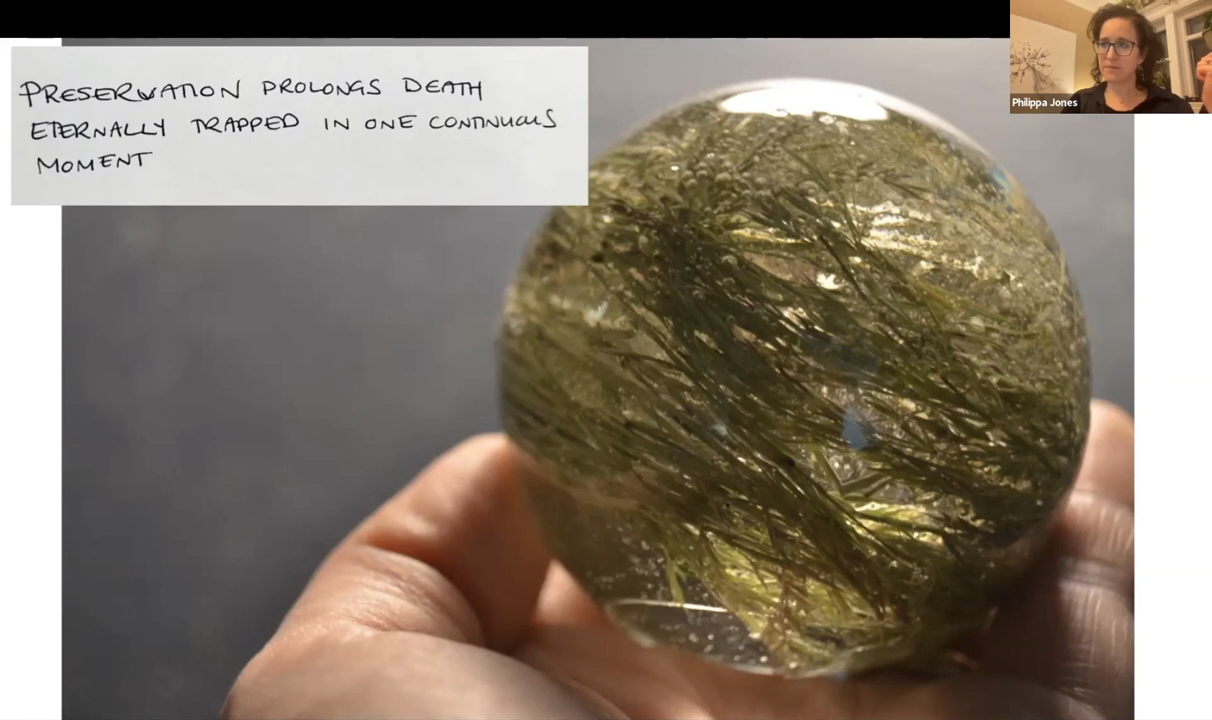 PRESERVATION PROLONGS DEATH
ETERNALLY TRAPPED IN ONE CONTINUOUS
MOMENT
Philippa Jones